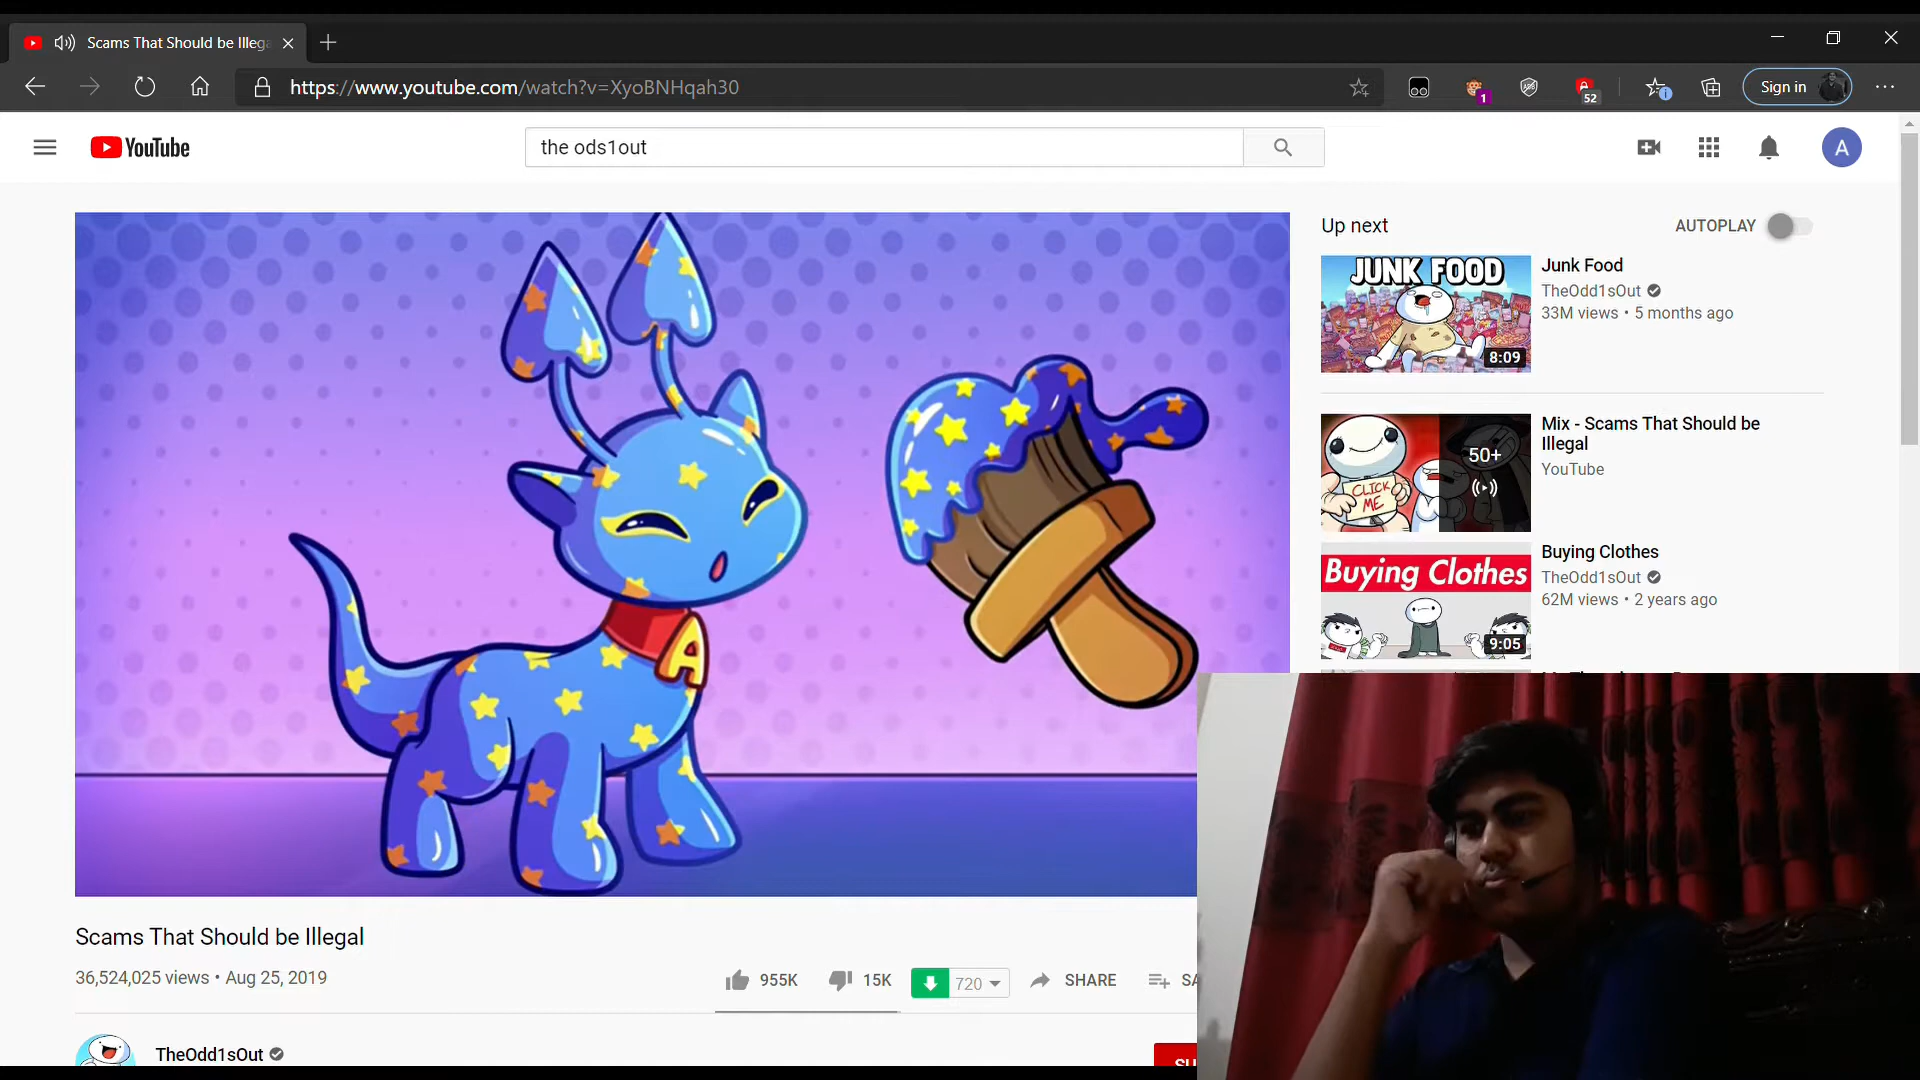 Scams That Should be Illega
https://www.youtube.com/watch?v=XyoBNHqah30
1
52
Sign in
YouTube
the ods1out
A
Up next
AUTOPLAY
JUNK FOOD
8:09
Junk Food
TheOdd1sOut
33M views • 5 months ago
CLICK
ME
50+
Mix - Scams That Should be
Illegal
YouTube
Buying Clothes
9:05
Buying Clothes
TheOdd1sOut
62M views • 2 years ago
A
Scams That Should be Illegal
36,524,025 views • Aug 25, 2019
955K
15K
720
SHARE
SA
TheOdd1sOut
SU